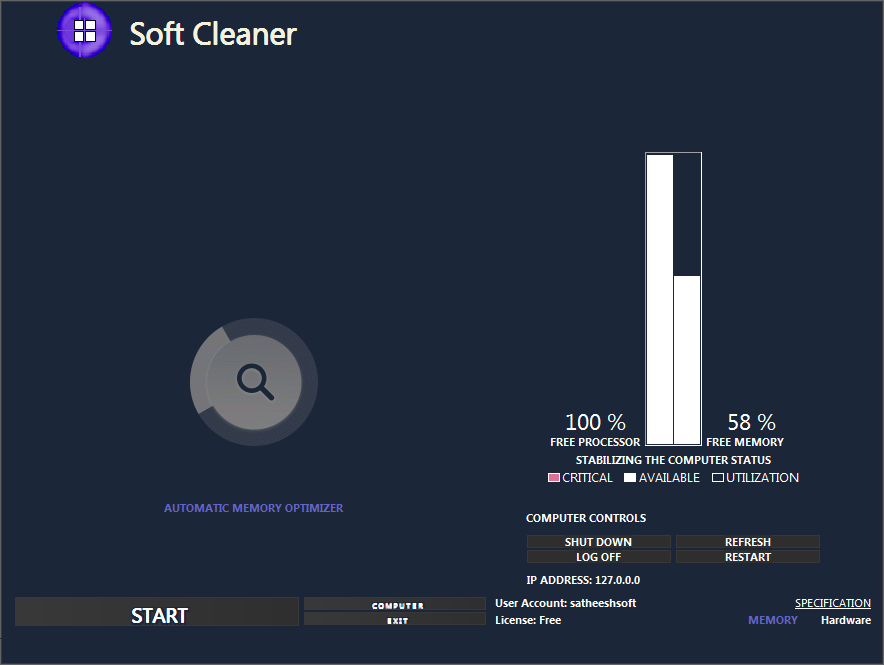 Soft Cleaner
100 % 58 %
FREE PROCESSOR FREE MEMORY
STABILIZING THE COMPUTER STATUS
CRITICAL AVAILABLE UTILIZATION
AUTOMATIC MEMORY OPTIMIZER
COMPUTER CONTROLS
SHUT DOWN REFRESH
LOG OFF RESTART
IP ADDRESS: 127.0.0.0
START
COMPUTER
EXIT
User Account: satheeshsoft SPECIFICATION
License: Free MEMORY Hardware